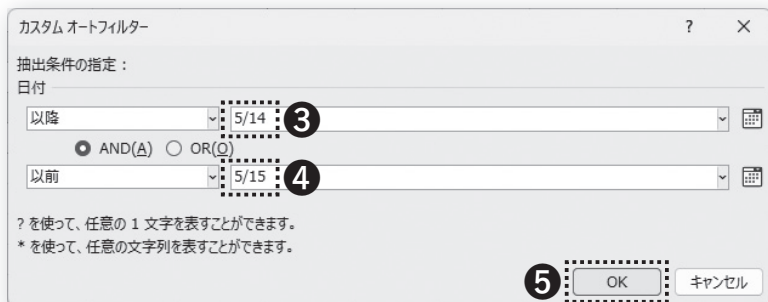 カスタム オートフィルター ? ×
抽出条件の指定：
日付
以降 5/14 ❸
AND(A) OR(O)
以前 5/15 ❹
? を使って、任意の 1 文字を表すことができます。
* を使って、任意の文字列を表すことができます。
❺ OK キャンセル